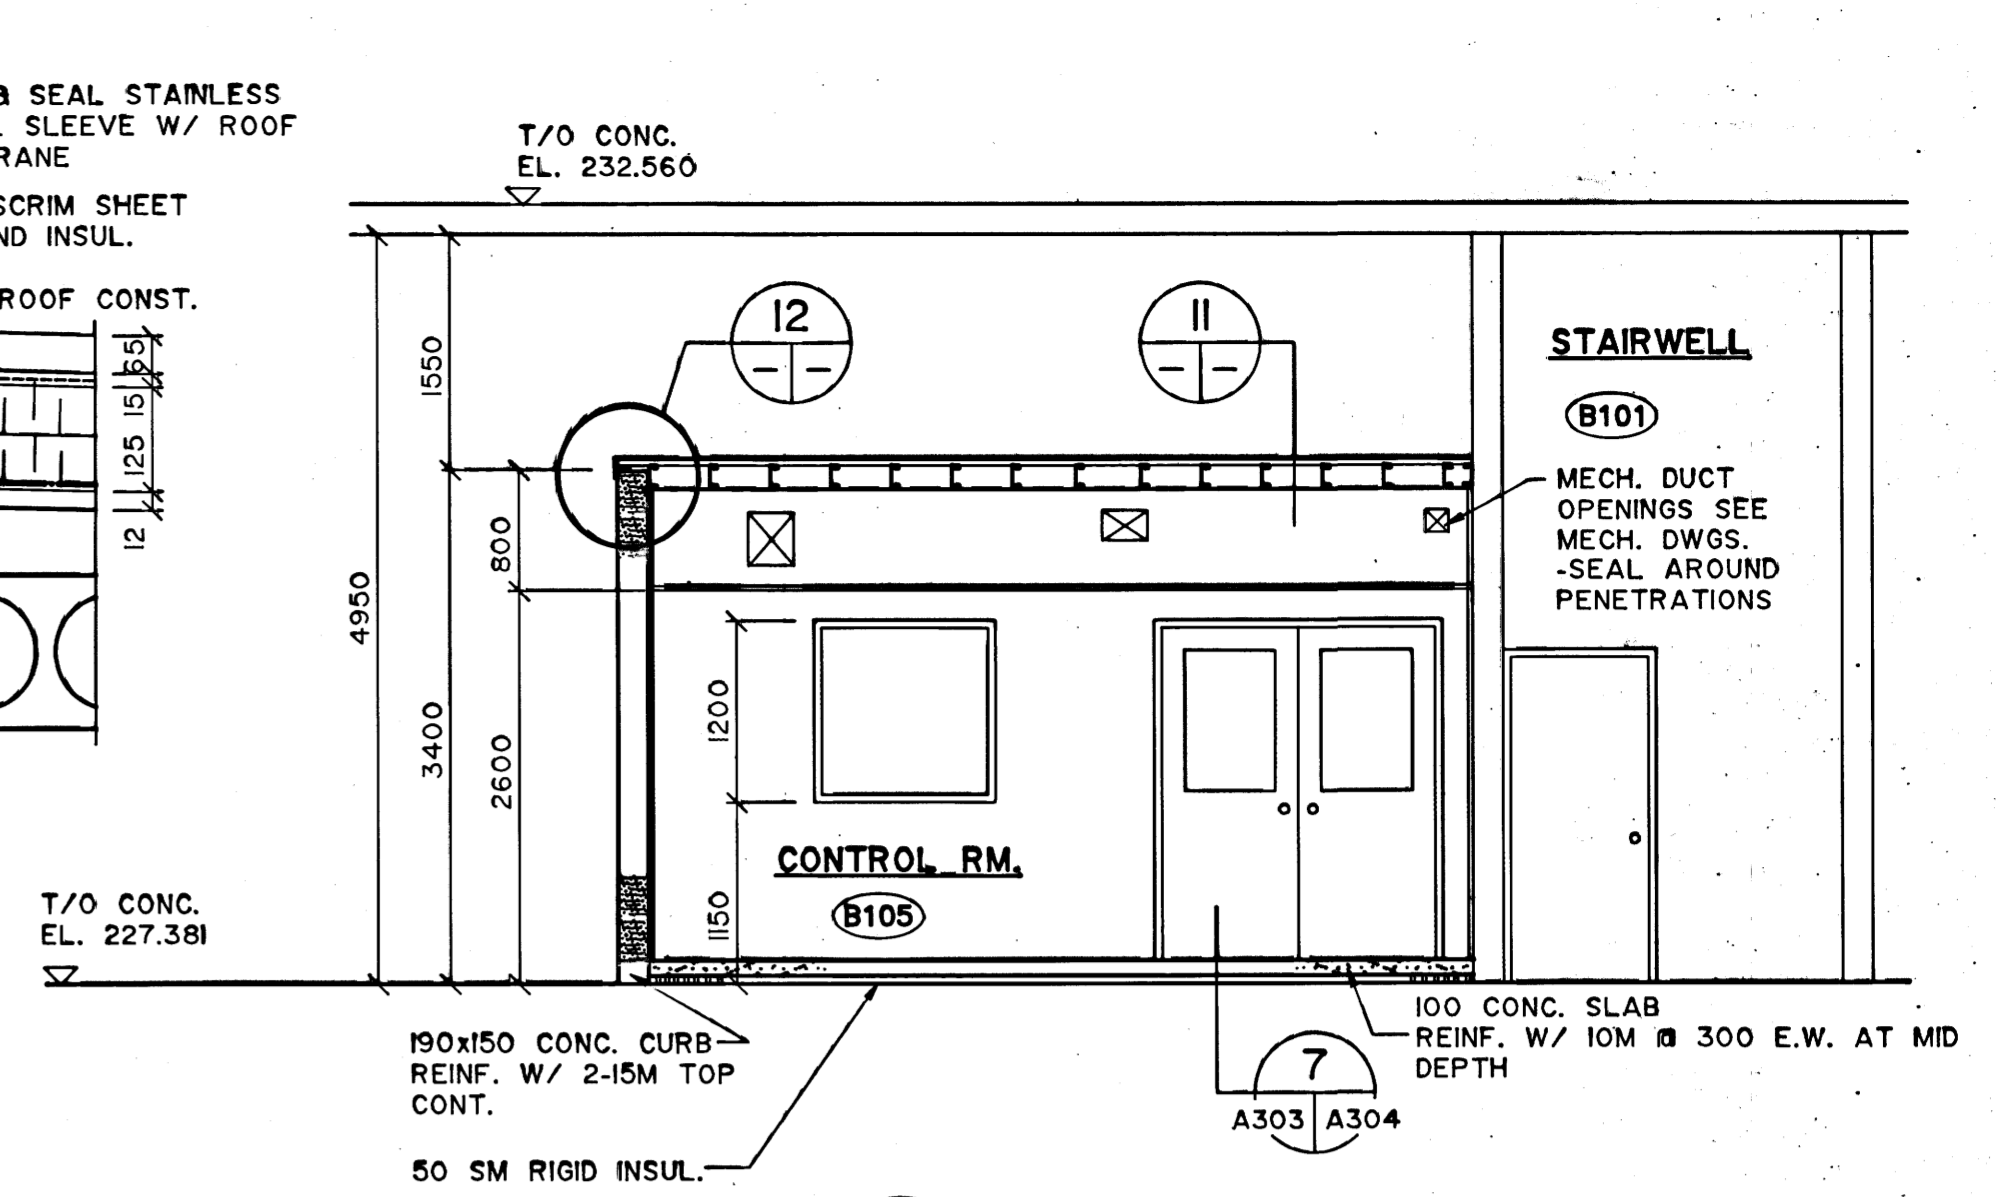 SEAL STAINLESS
SLEEVE W/ ROOF
RANE
SCRIM SHEET
ND INSUL.
ROOF CONST.
65
15
125
12
T/O CONC.
EL. 232.560
12
11
STAIRWELL
B101
MECH. DUCT
OPENINGS SEE
MECH. DWGS.
-SEAL AROUND
PENETRATIONS
1550
800
4950
3400
2600
1200
1150
CONTROL RM.
B105
T/O CONC.
EL. 227.381
190x150 CONC. CURB
REINF. W/ 2-15M TOP
CONT.
50 SM RIGID INSUL.
7
A303 A304
100 CONC. SLAB
REINF. W/ 10M @ 300 E.W. AT MID
DEPTH